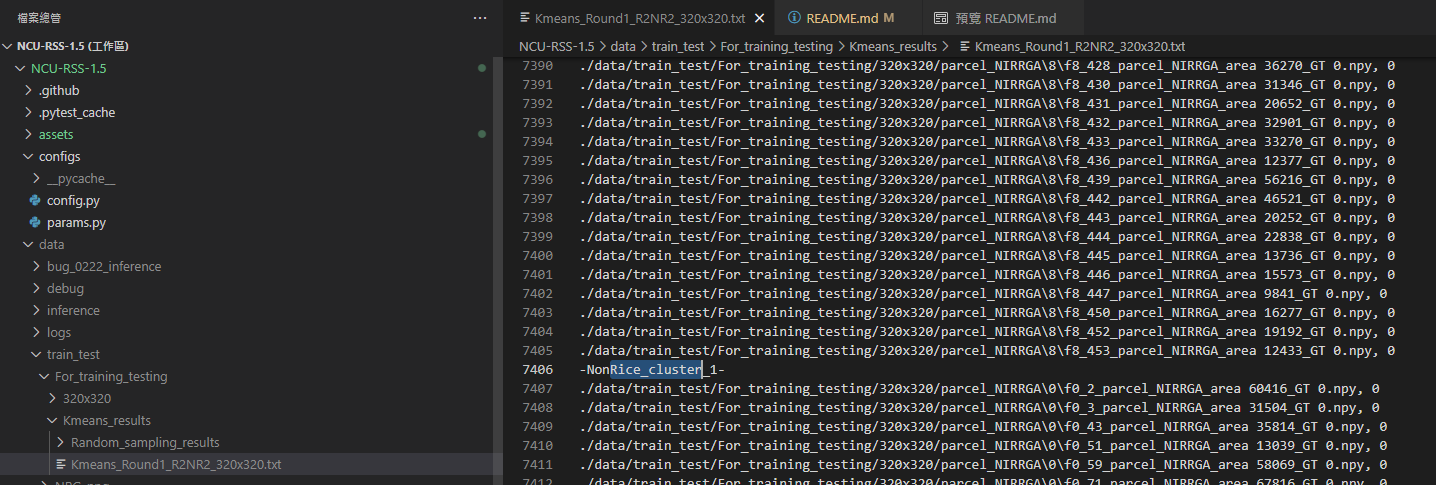 檔案總管
NCU-RSS-1.5 (工作區)
NCU-RSS-1.5
.github
.pytest_cache
assets
configs
__pycache__
config.py
params.py
data
bug_0222_inference
debug
inference
logs
train_test
For_training_testing
320x320
Kmeans_results
Random_sampling_results
Kmeans_Round1_R2NR2_320x320.txt
Kmeans_Round1_R2NR2_320x320.txt
README.md M
預覽 README.md
NCU-RSS-1.5 > data > train_test > For_training_testing > Kmeans_results > Kmeans_Round1_R2NR2_320x320.txt
7390 ./data/train_test/For_training_testing/320x320/parcel_NIRRGA\8\f8_428_parcel_NIRRGA_area 36270_GT 0.npy, 0
7391 ./data/train_test/For_training_testing/320x320/parcel_NIRRGA\8\f8_430_parcel_NIRRGA_area 31346_GT 0.npy, 0
7392 ./data/train_test/For_training_testing/320x320/parcel_NIRRGA\8\f8_431_parcel_NIRRGA_area 20652_GT 0.npy, 0
7393 ./data/train_test/For_training_testing/320x320/parcel_NIRRGA\8\f8_432_parcel_NIRRGA_area 32901_GT 0.npy, 0
7394 ./data/train_test/For_training_testing/320x320/parcel_NIRRGA\8\f8_433_parcel_NIRRGA_area 33270_GT 0.npy, 0
7395 ./data/train_test/For_training_testing/320x320/parcel_NIRRGA\8\f8_436_parcel_NIRRGA_area 12377_GT 0.npy, 0
7396 ./data/train_test/For_training_testing/320x320/parcel_NIRRGA\8\f8_439_parcel_NIRRGA_area 56216_GT 0.npy, 0
7397 ./data/train_test/For_training_testing/320x320/parcel_NIRRGA\8\f8_442_parcel_NIRRGA_area 46521_GT 0.npy, 0
7398 ./data/train_test/For_training_testing/320x320/parcel_NIRRGA\8\f8_443_parcel_NIRRGA_area 20252_GT 0.npy, 0
7399 ./data/train_test/For_training_testing/320x320/parcel_NIRRGA\8\f8_444_parcel_NIRRGA_area 22838_GT 0.npy, 0
7400 ./data/train_test/For_training_testing/320x320/parcel_NIRRGA\8\f8_445_parcel_NIRRGA_area 13736_GT 0.npy, 0
7401 ./data/train_test/For_training_testing/320x320/parcel_NIRRGA\8\f8_446_parcel_NIRRGA_area 15573_GT 0.npy, 0
7402 ./data/train_test/For_training_testing/320x320/parcel_NIRRGA\8\f8_447_parcel_NIRRGA_area 9841_GT 0.npy, 0
7403 ./data/train_test/For_training_testing/320x320/parcel_NIRRGA\8\f8_450_parcel_NIRRGA_area 16277_GT 0.npy, 0
7404 ./data/train_test/For_training_testing/320x320/parcel_NIRRGA\8\f8_452_parcel_NIRRGA_area 19192_GT 0.npy, 0
7405 ./data/train_test/For_training_testing/320x320/parcel_NIRRGA\8\f8_453_parcel_NIRRGA_area 12433_GT 0.npy, 0
7406 -NonRice_cluster_1-
7407 ./data/train_test/For_training_testing/320x320/parcel_NIRRGA\0\f0_2_parcel_NIRRGA_area 60416_GT 0.npy, 0
7408 ./data/train_test/For_training_testing/320x320/parcel_NIRRGA\0\f0_3_parcel_NIRRGA_area 31504_GT 0.npy, 0
7409 ./data/train_test/For_training_testing/320x320/parcel_NIRRGA\0\f0_43_parcel_NIRRGA_area 35814_GT 0.npy, 0
7410 ./data/train_test/For_training_testing/320x320/parcel_NIRRGA\0\f0_51_parcel_NIRRGA_area 13039_GT 0.npy, 0
7411 ./data/train_test/For_training_testing/320x320/parcel_NIRRGA\0\f0_59_parcel_NIRRGA_area 58069_GT 0.npy, 0
7412 ./data/train_test/For_training_testing/320x320/parcel_NIRRGA\0\f0_71_parcel_NIRRGA_area 67816_GT 0.npy, 0